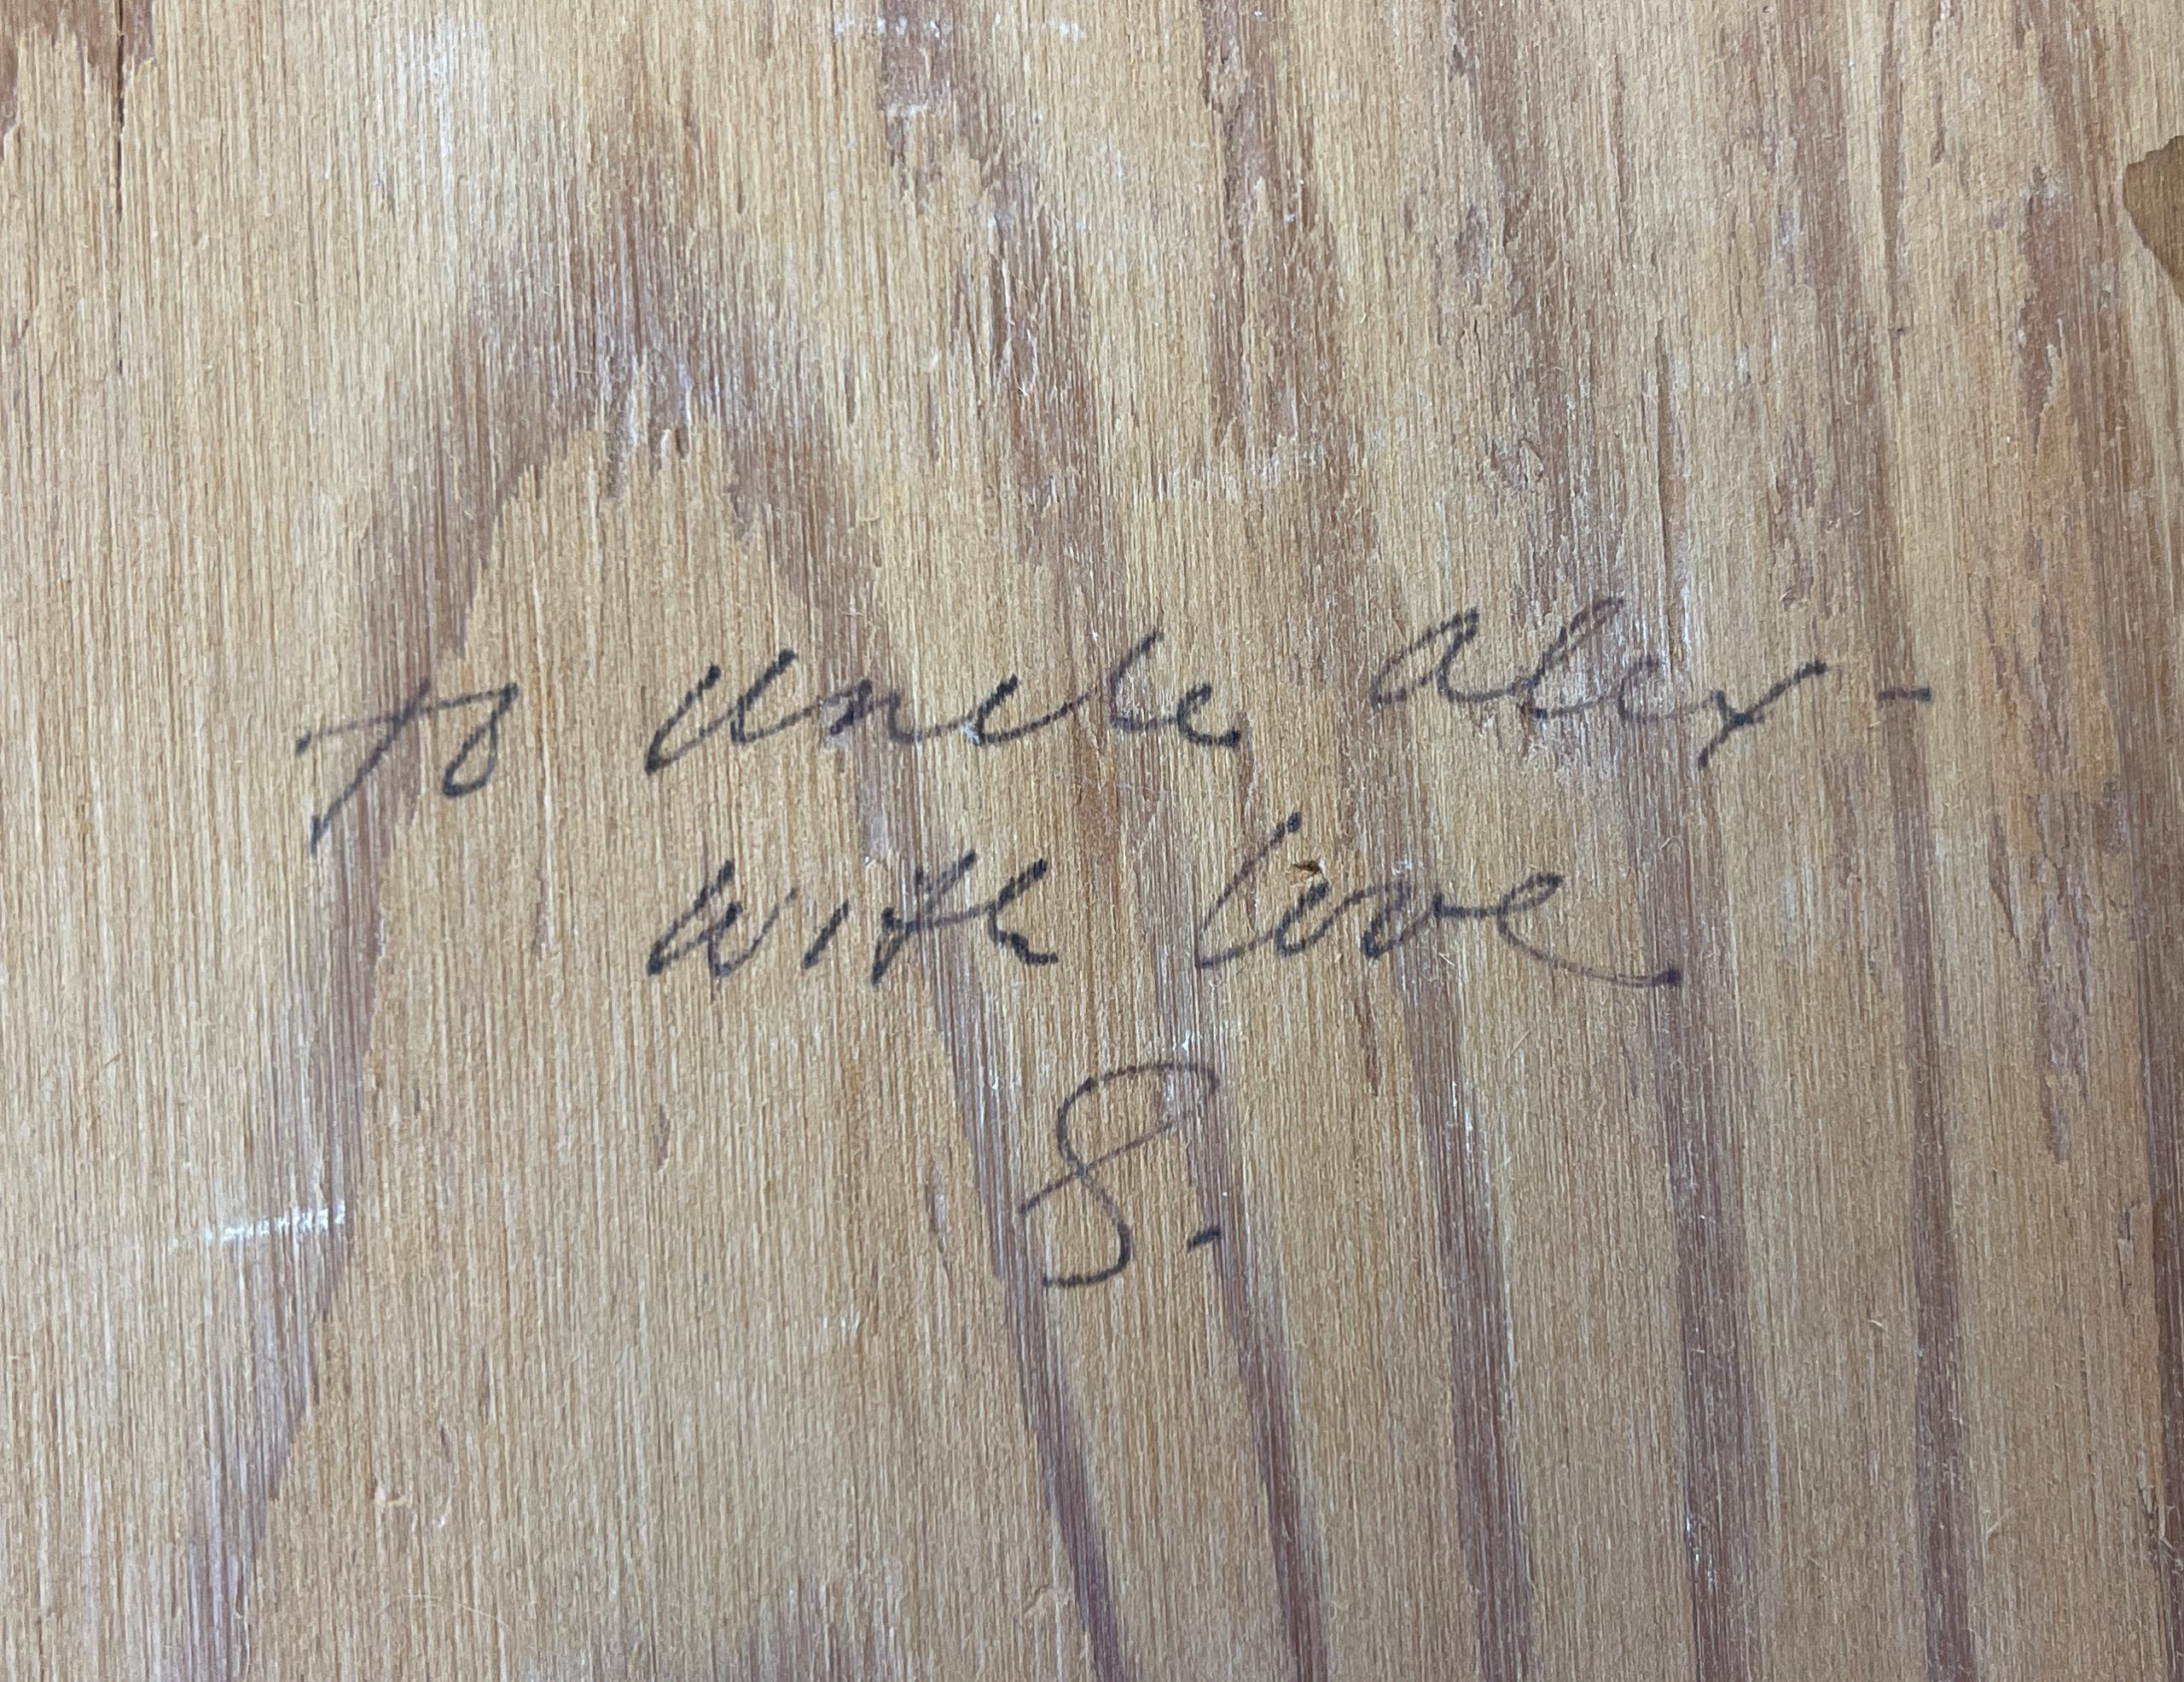 to uncle alex-
with love
S.